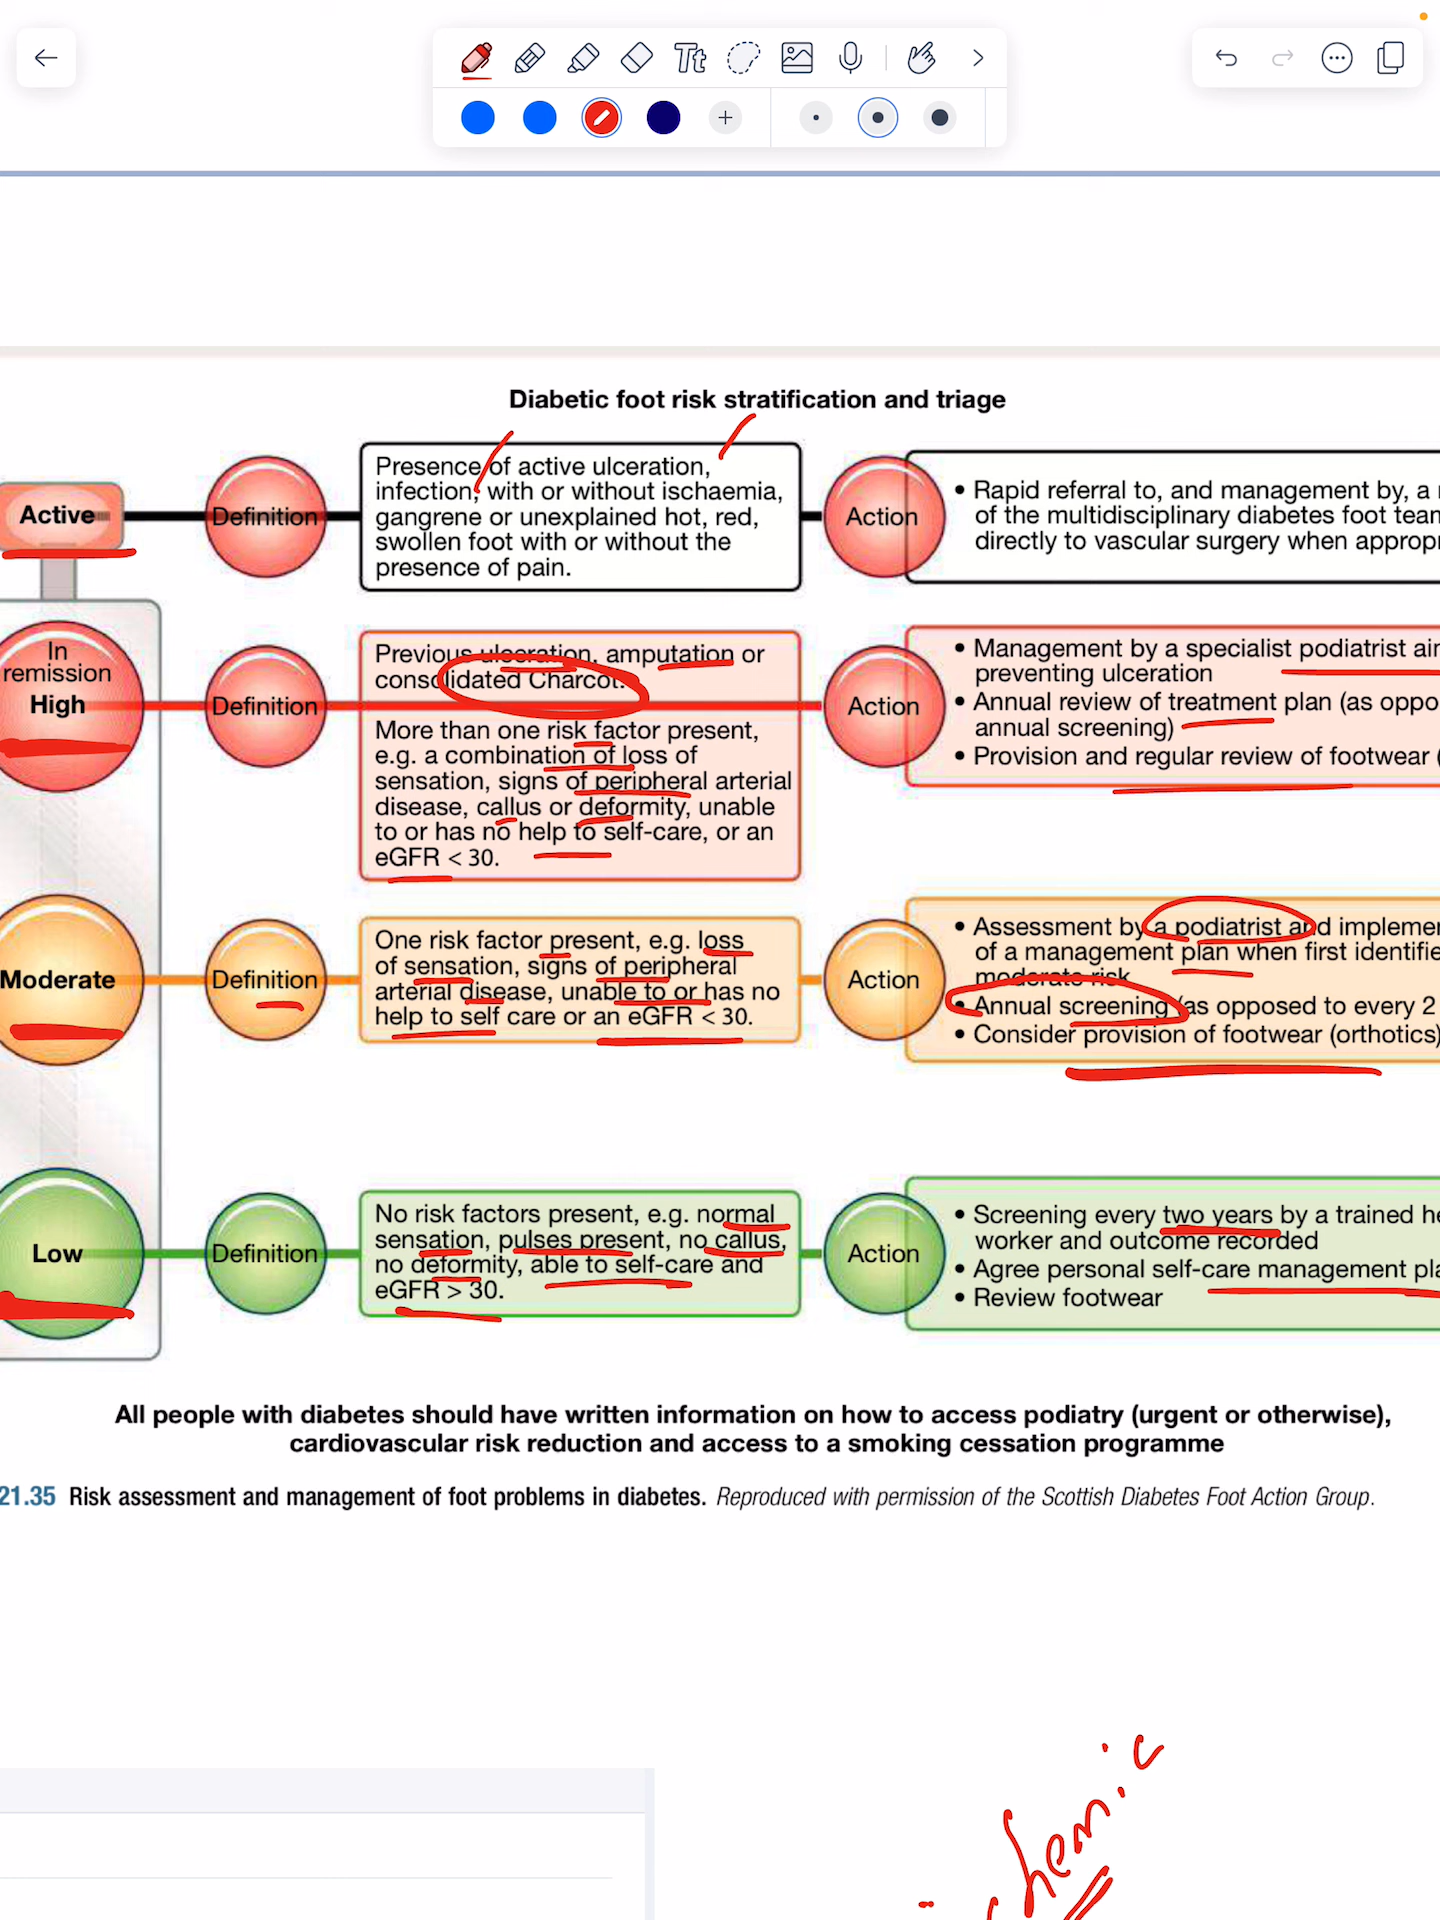 Tt
Diabetic foot risk stratification and triage
Active
Definition
Presence of active ulceration,
infection, with or without ischaemia,
gangrene or unexplained hot, red,
swollen foot with or without the
presence of pain.
Action
• Rapid referral to, and management by, a
of the multidisciplinary diabetes foot
directly to vascular surgery when
In
remission
High
Definition
Previous ulceration, amputation or
consolidated Charcot.
More than one risk factor present,
e.g. a combination of loss of
sensation, signs of peripheral arterial
disease, callus or deformity, unable
to or has no help to self-care, or an
eGFR < 30.
Action
• Management by a specialist podiatrist
preventing ulceration
• Annual review of treatment plan (as
annual screening)
• Provision and regular review of footwear (
Moderate
Definition
One risk factor present, e.g. loss
of sensation, signs of peripheral
arterial disease, unable to or has no
help to self care or an eGFR < 30.
Action
• Assessment by a podiatrist and
of a management plan when first
moderate risk
• Annual screening (as opposed to every 2
• Consider provision of footwear (orthotics)
Low
Definition
No risk factors present, e.g. normal
sensation, pulses present, no callus,
no deformity, able to self-care and
eGFR > 30.
Action
• Screening every two years by a trained
worker and outcome recorded
• Agree personal self-care management
• Review footwear
All people with diabetes should have written information on how to access podiatry (urgent or otherwise),
cardiovascular risk reduction and access to a smoking cessation programme
21.35 Risk assessment and management of foot problems in diabetes. Reproduced with permission of the Scottish Diabetes Foot Action Group.